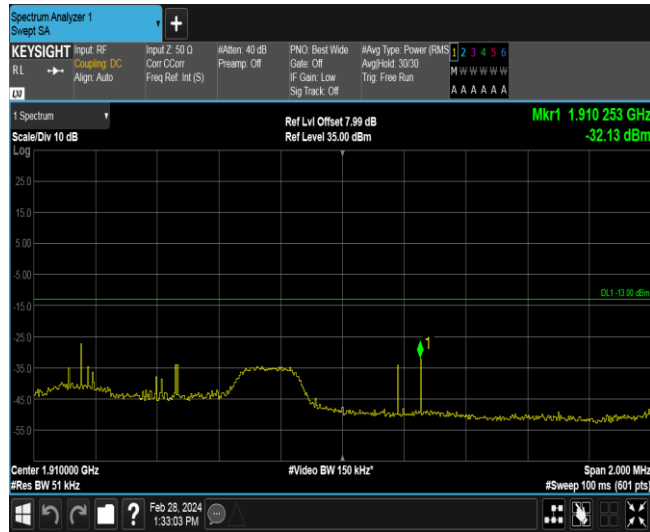 Spectrum Analyzer 1
Swept SA
+
KEYSIGHT
RL
LXI
Input: RF
Coupling: DC
Align: Auto
Input Z: 50 Ω
Corr CCorr
Freq Ref: Int (S)
#Atten: 40 dB
Preamp: Off
PNO: Best Wide
Gate: Off
IF Gain: Low
Sig Track: Off
#Avg Type: Power (RMS
Avg|Hold: 30/30
Trig: Free Run
1 2 3 4 5 6
M W W W W W
A A A A A A
1 Spectrum
Scale/Div 10 dB
Ref Lvl Offset 7.99 dB
Ref Level 35.00 dBm
Mkr1 1.910 253 GHz
-32.13 dBm
Log
25.0
15.0
5.00
-5.00
DL1 -13.00 dBm
-15.0
-25.0
1
-35.0
-45.0
-55.0
Center 1.910000 GHz
#Res BW 51 kHz
#Video BW 150 kHz*
Span 2.000 MHz
#Sweep 100 ms (601 pts)
?
Feb 28, 2024
1:33:03 PM